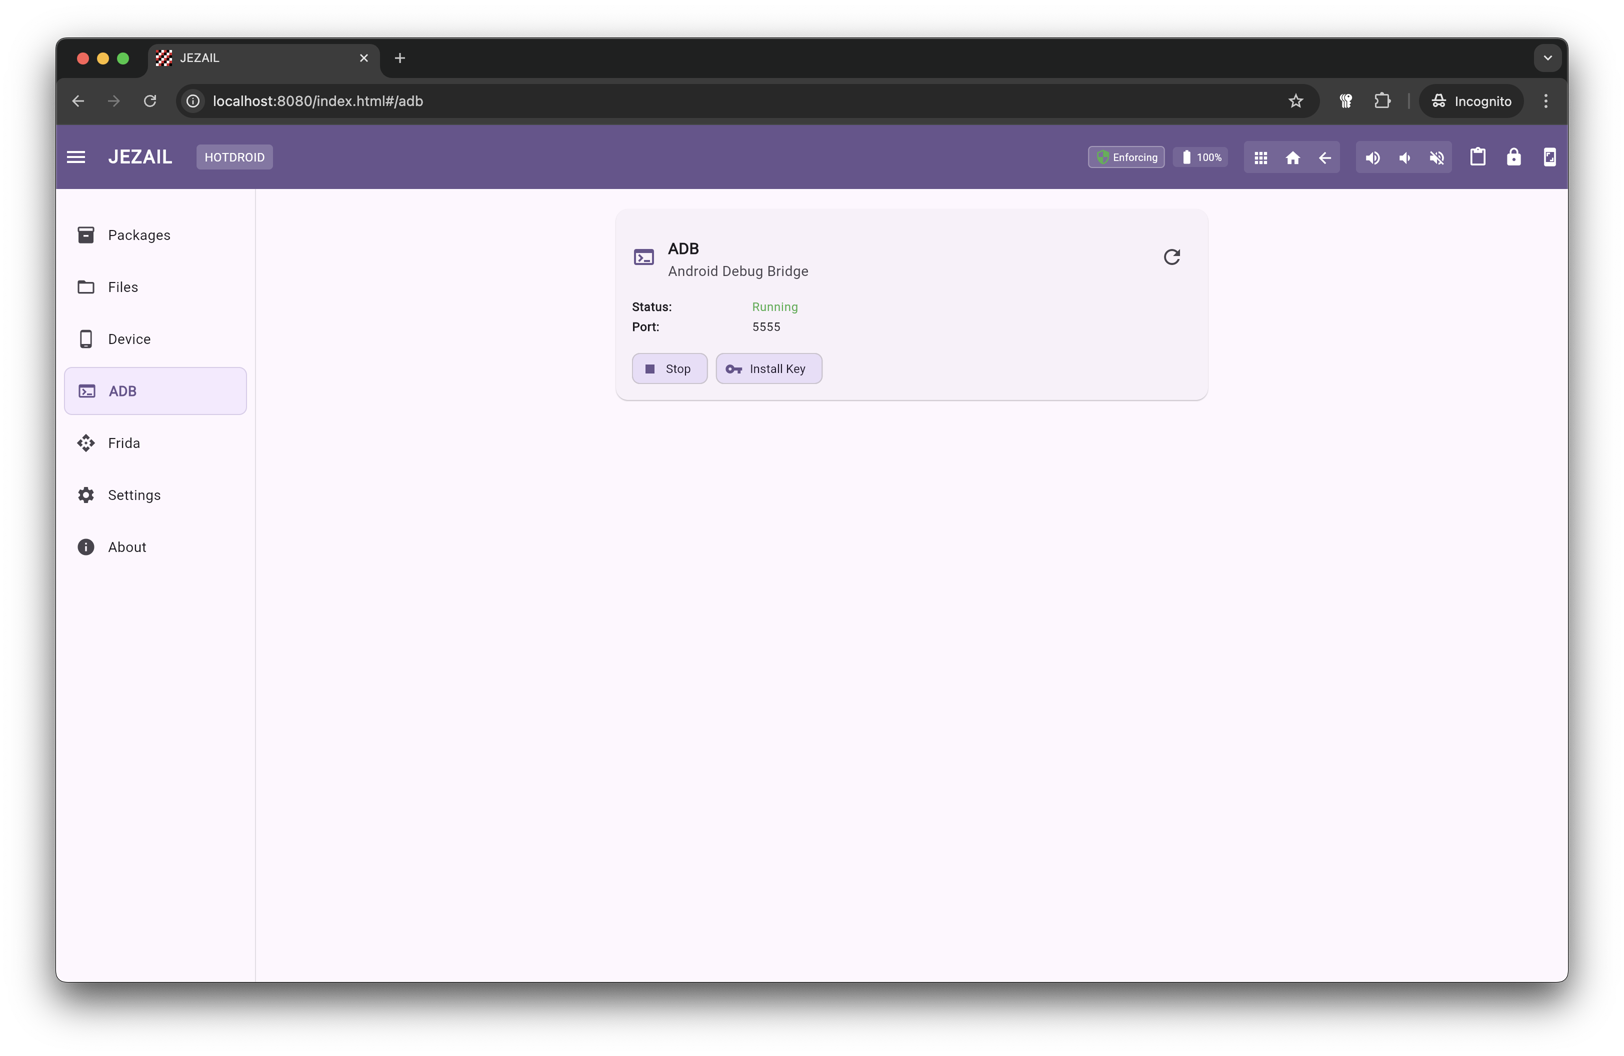 JEZAIL
localhost:8080/index.html#/adb
Incognito
JEZAIL
HOTDROID
Enforcing
100%
Packages
Files
Device
ADB
Frida
Settings
About
ADB
Android Debug Bridge
Status: Running
Port: 5555
Stop
Install Key